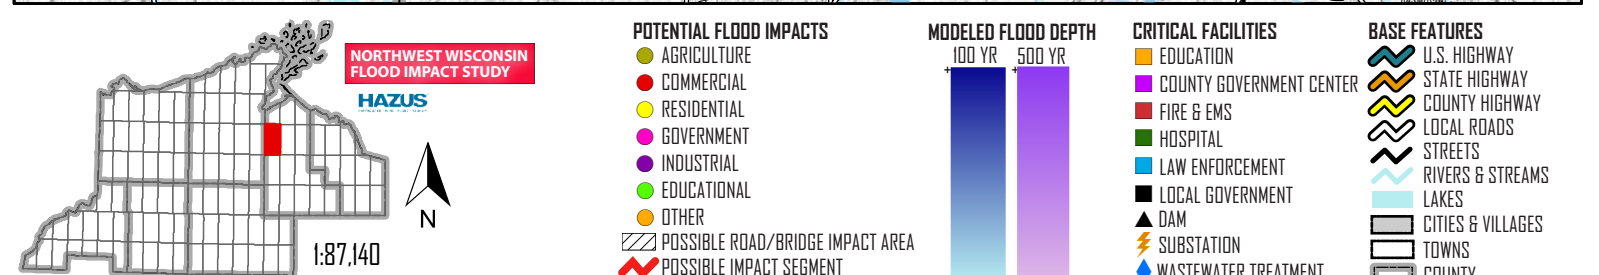 NORTHWEST WISCONSIN
FLOOD IMPACT STUDY
HAZUS
N
1:87,140
POTENTIAL FLOOD IMPACTS
AGRICULTURE
COMMERCIAL
RESIDENTIAL
GOVERNMENT
INDUSTRIAL
EDUCATIONAL
OTHER
POSSIBLE ROAD/BRIDGE IMPACT AREA
POSSIBLE IMPACT SEGMENT
MODELED FLOOD DEPTH
100 YR 500 YR
+ +
CRITICAL FACILITIES
EDUCATION
COUNTY GOVERNMENT CENTER
FIRE & EMS
HOSPITAL
LAW ENFORCEMENT
LOCAL GOVERNMENT
DAM
SUBSTATION
WASTEWATER TREATMENT
BASE FEATURES
U.S. HIGHWAY
STATE HIGHWAY
COUNTY HIGHWAY
LOCAL ROADS
STREETS
RIVERS & STREAMS
LAKES
CITIES & VILLAGES
TOWNS
COUNTY